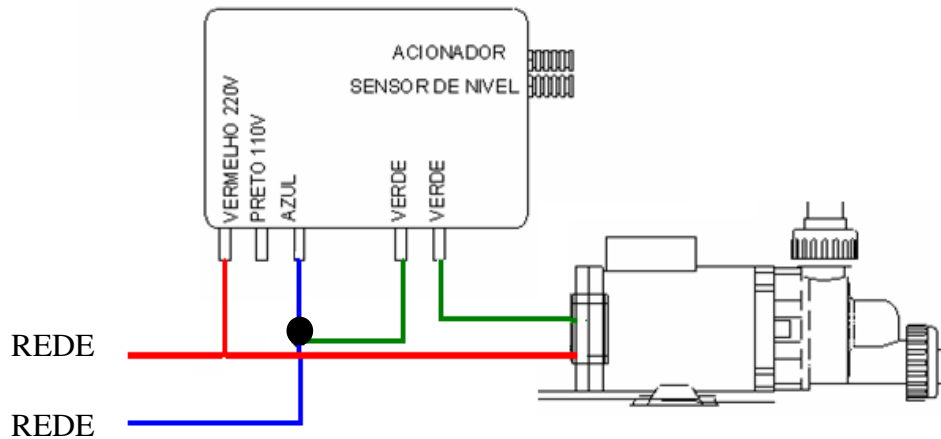 ACIONADOR
SENSOR DE NIVEL
VERMELHO 220V
PRETO 110V
AZUL
VERDE
VERDE
REDE
REDE